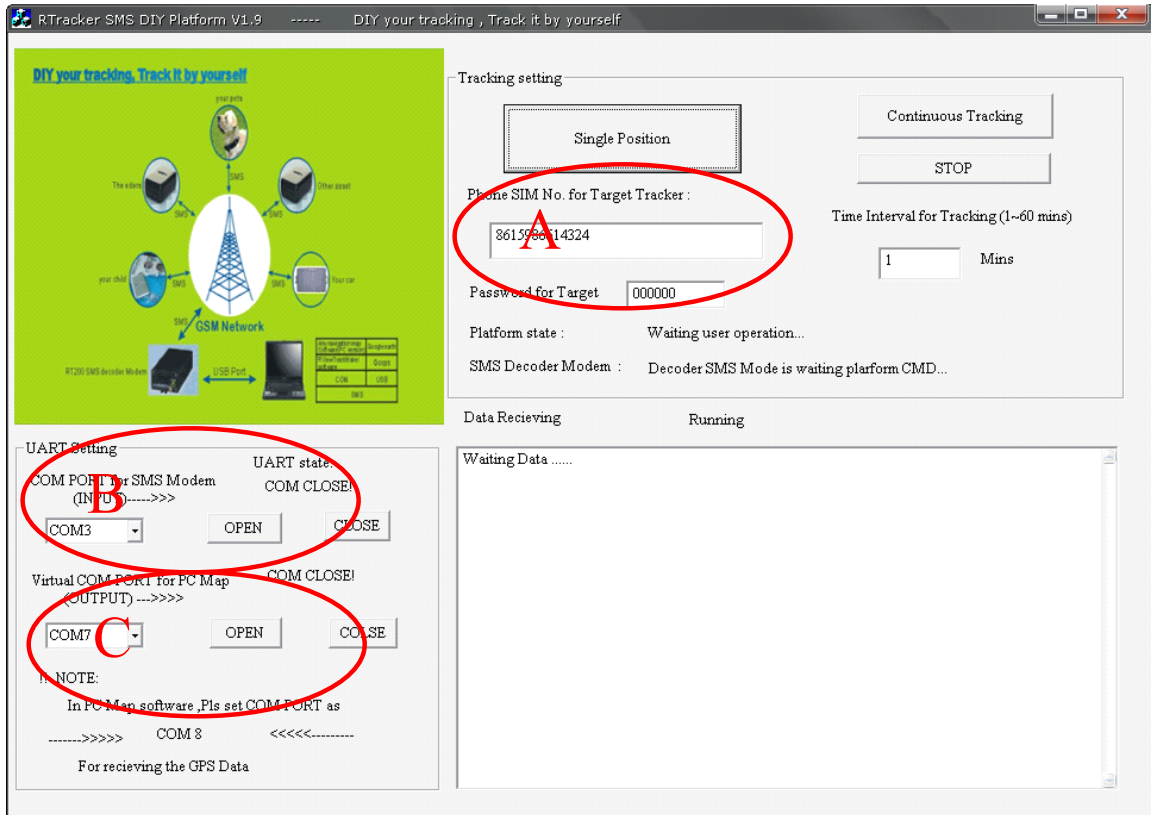 RTracker SMS DIY Platform V1.9 ----- DIY your tracking , Track it by yourself
DIY your tracking, Track it by yourself
your pets
SMS
The elders
Other asset
SMS
SMS
your child
SMS
SMS
Your car
SMS
GSM Network
RT200 SMS decoder Modem
USB Port
Google earth
COM
USB
SMS
Tracking setting
Single Position
Continuous Tracking
STOP
Phone SIM No. for Target Tracker :
A
Time Interval for Tracking (1~60 mins)
1 Mins
Password for Target 000000
Platform state : Waiting user operation...
SMS Decoder Modem : Decoder SMS Mode is waiting plarform CMD...
Data Recieving Running
Waiting Data ......
UART Setting
UART state:
COM PORT for SMS Modem
COM CLOSE!
(INPUT)----->>>
B
COM3 OPEN CLOSE
Virtual COM PORT for PC Map COM CLOSE!
(OUTPUT) --->>>>
COM7 C OPEN COLSE
!! NOTE:
In PC Map software ,Pls set COM PORT as
------->>>>> COM 8 <<<<<---------
For recieving the GPS Data